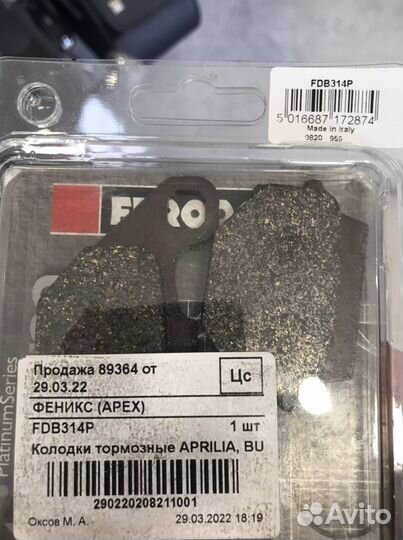 FDB314P
5 016687 172874
Made in Italy
9820 959
FERODO
PlatinumSeries
Продажа 89364 от
29.03.22
Цс
ФЕНИКС (APEX)
FDB314P 1 шт
Колодки тормозные APRILIA, BU
290220208211001
Оксов М. А. 29.03.2022 18:19
Avito